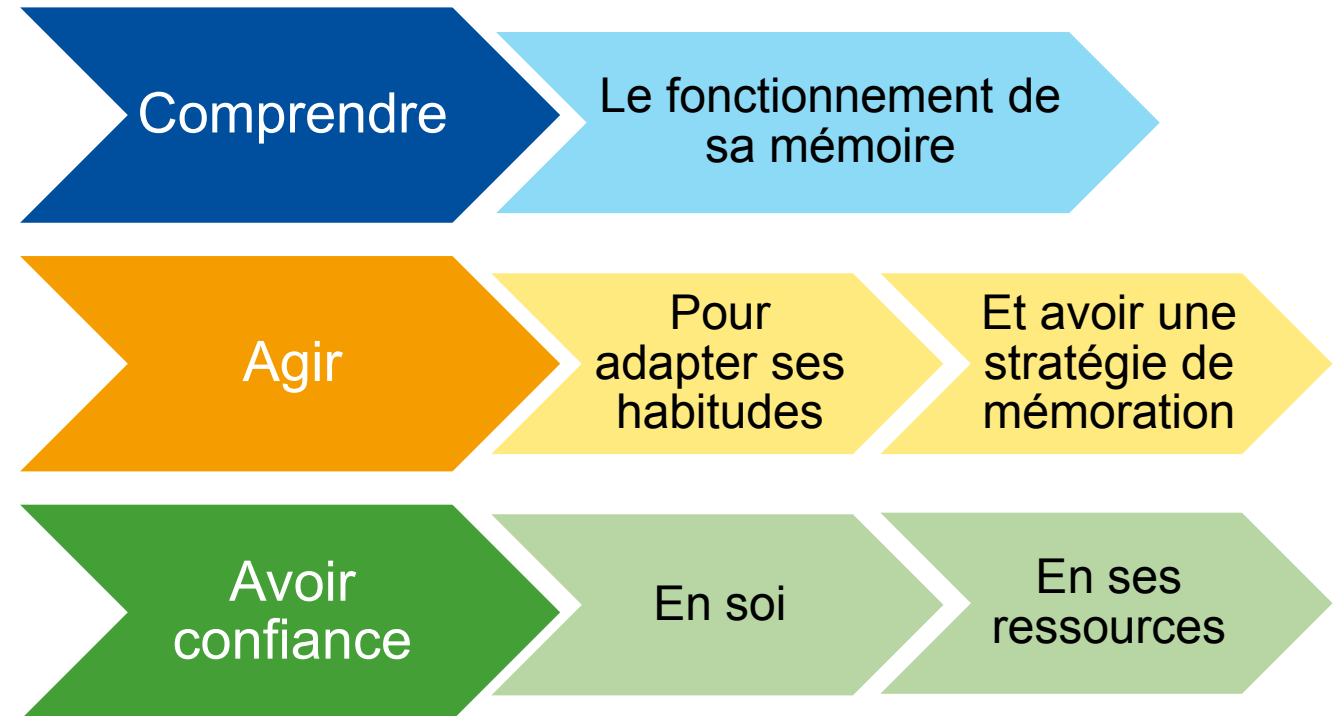 Comprendre
Le fonctionnement de
sa mémoire
Agir
Pour
adapter ses
habitudes
Et avoir une
stratégie de
mémoration
Avoir
confiance
En soi
En ses
ressources